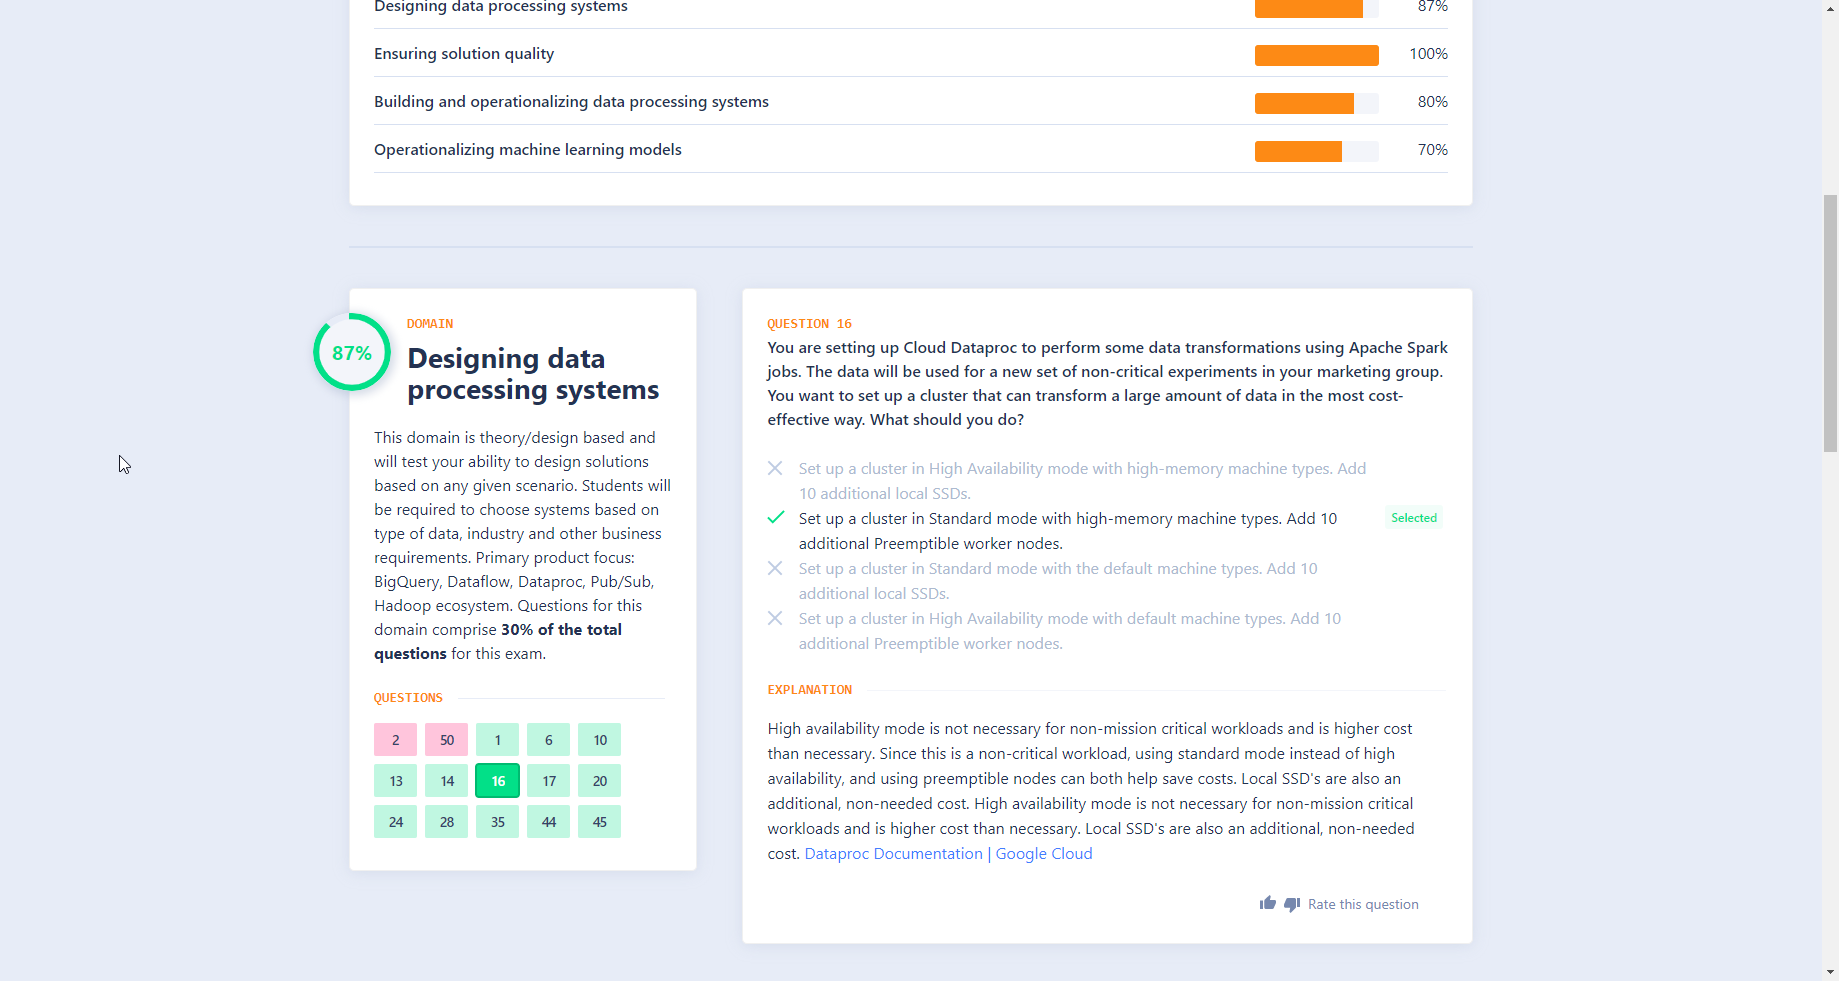 Designing data processing systems 87%
Ensuring solution quality 100%
Building and operationalizing data processing systems 80%
Operationalizing machine learning models 70%
87%
DOMAIN
Designing data
processing systems
This domain is theory/design based and
will test your ability to design solutions
based on any given scenario. Students will
be required to choose systems based on
type of data, industry and other business
requirements. Primary product focus:
BigQuery, Dataflow, Dataproc, Pub/Sub,
Hadoop ecosystem. Questions for this
domain comprise 30% of the total
questions for this exam.
QUESTIONS
2 50 1 6 10
13 14 16 17 20
24 28 35 44 45
QUESTION 16
You are setting up Cloud Dataproc to perform some data transformations using Apache Spark
jobs. The data will be used for a new set of non-critical experiments in your marketing group.
You want to set up a cluster that can transform a large amount of data in the most cost-
effective way. What should you do?
Set up a cluster in High Availability mode with high-memory machine types. Add
10 additional local SSDs.
Set up a cluster in Standard mode with high-memory machine types. Add 10 Selected
additional Preemptible worker nodes.
Set up a cluster in Standard mode with the default machine types. Add 10
additional local SSDs.
Set up a cluster in High Availability mode with default machine types. Add 10
additional Preemptible worker nodes.
EXPLANATION
High availability mode is not necessary for non-mission critical workloads and is higher cost
than necessary. Since this is a non-critical workload, using standard mode instead of high
availability, and using preemptible nodes can both help save costs. Local SSD's are also an
additional, non-needed cost. High availability mode is not necessary for non-mission critical
workloads and is higher cost than necessary. Local SSD's are also an additional, non-needed
cost. Dataproc Documentation | Google Cloud
Rate this question